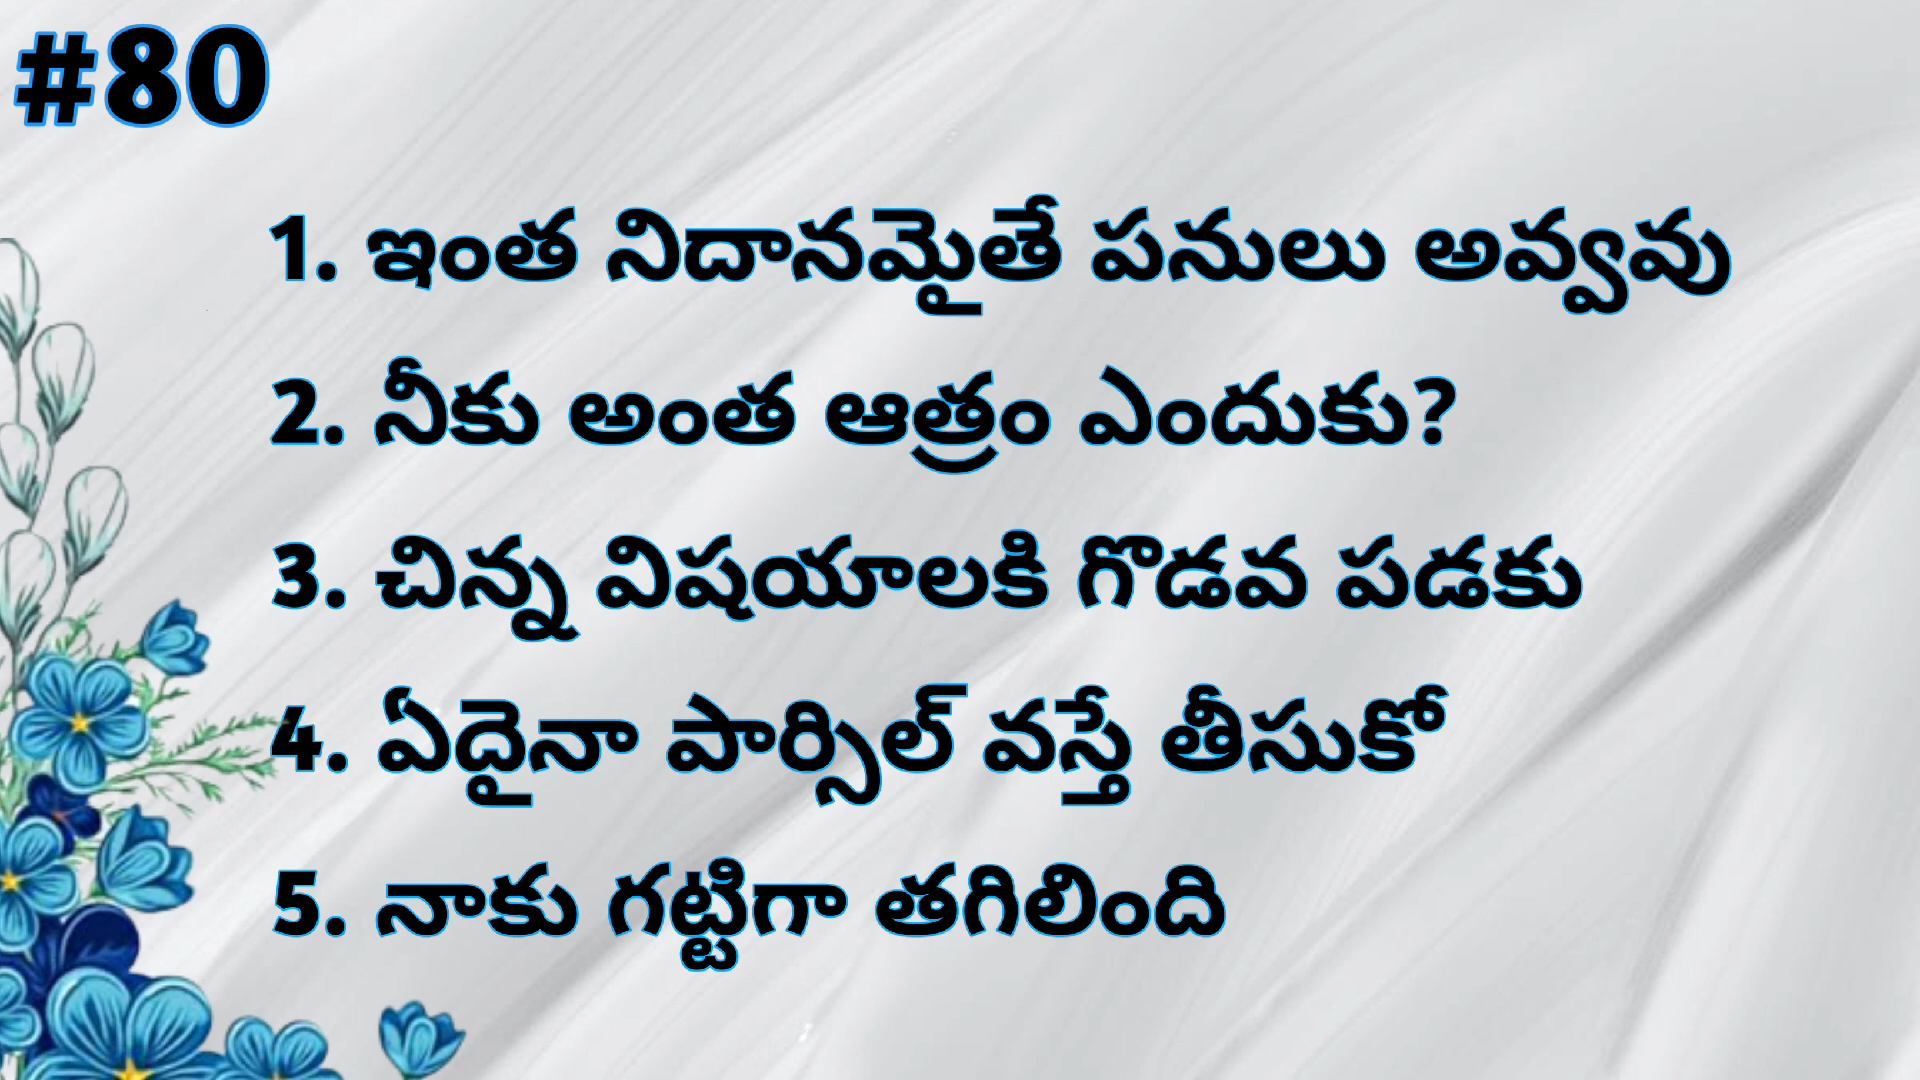 #80
1. ఇంత నిదానమైతే పనులు అవ్వవు
2. నీకు అంత ఆత్రం ఎందుకు?
3. చిన్న విషయాలకి గొడవ పడకు
4. ఏదైనా పార్సిల్ వస్తే తీసుకో
5. నాకు గట్టిగా తగిలింది